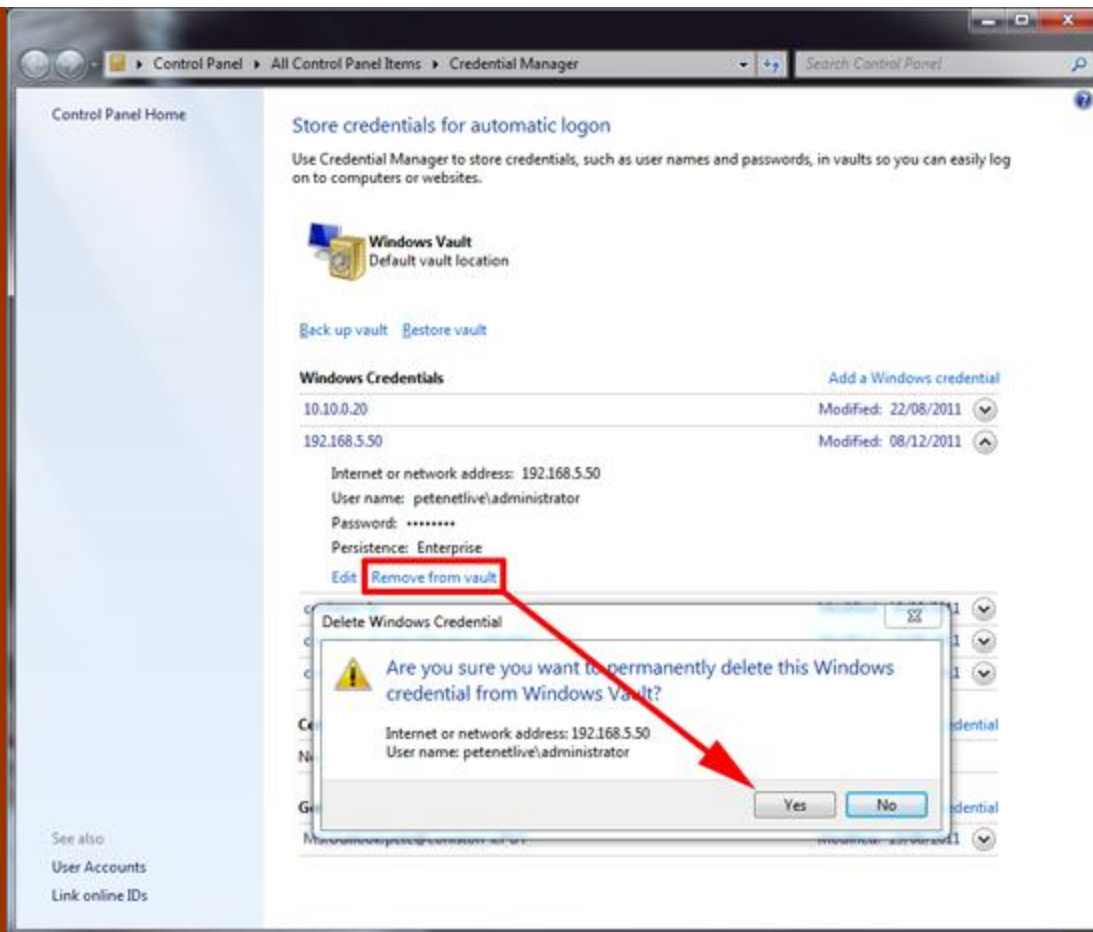 Control Panel ▸ All Control Panel Items ▸ Credential Manager
Search Control Panel
Control Panel Home
Store credentials for automatic logon
Use Credential Manager to store credentials, such as user names and passwords, in vaults so you can easily log
on to computers or websites.
Windows Vault
Default vault location
Back up vault Restore vault
Windows Credentials Add a Windows credential
10.10.0.20 Modified: 22/08/2011
192.168.5.50 Modified: 08/12/2011
Internet or network address: 192.168.5.50
User name: petenetlive\administrator
Password: ••••••••
Persistence: Enterprise
Edit Remove from vault
Delete Windows Credential
Are you sure you want to permanently delete this Windows
credential from Windows Vault?
Internet or network address: 192.168.5.50
User name: petenetlive\administrator
Yes No
See also
User Accounts
Link online IDs